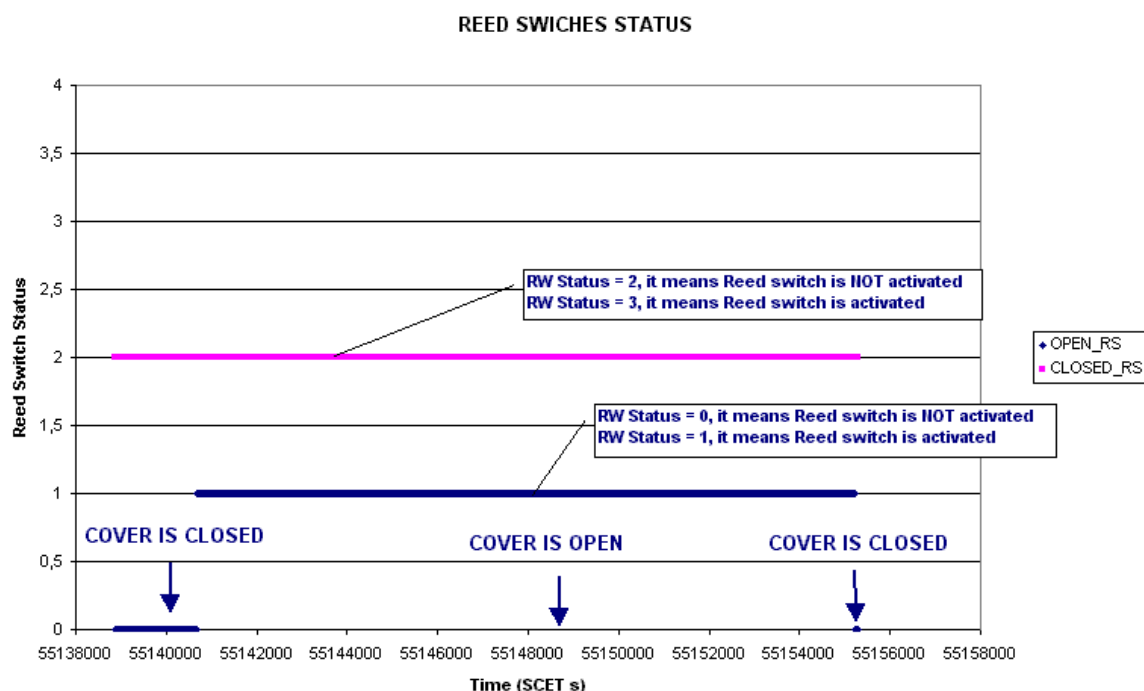 REED SWICHES STATUS
4
3,5
3
2,5
2
1,5
1
0,5
0
Reed Switch Status
RW Status = 2, it means Reed switch is NOT activated
RW Status = 3, it means Reed switch is activated
OPEN_RS
CLOSED_RS
RW Status = 0, it means Reed switch is NOT activated
RW Status = 1, it means Reed switch is activated
COVER IS CLOSED
COVER IS OPEN
COVER IS CLOSED
55138000 55140000 55142000 55144000 55146000 55148000 55150000 55152000 55154000 55156000 55158000
Time (SCET s)